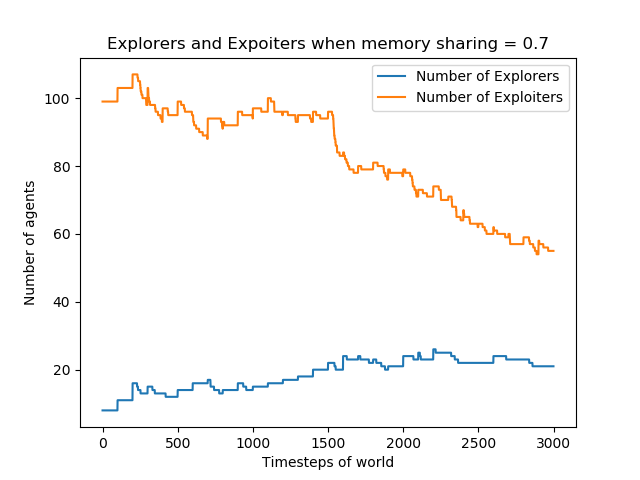 Explorers and Expoiters when memory sharing = 0.7
Number of Explorers
Number of Exploiters
Number of agents
100
80
60
40
20
0 500 1000 1500 2000 2500 3000
Timesteps of world